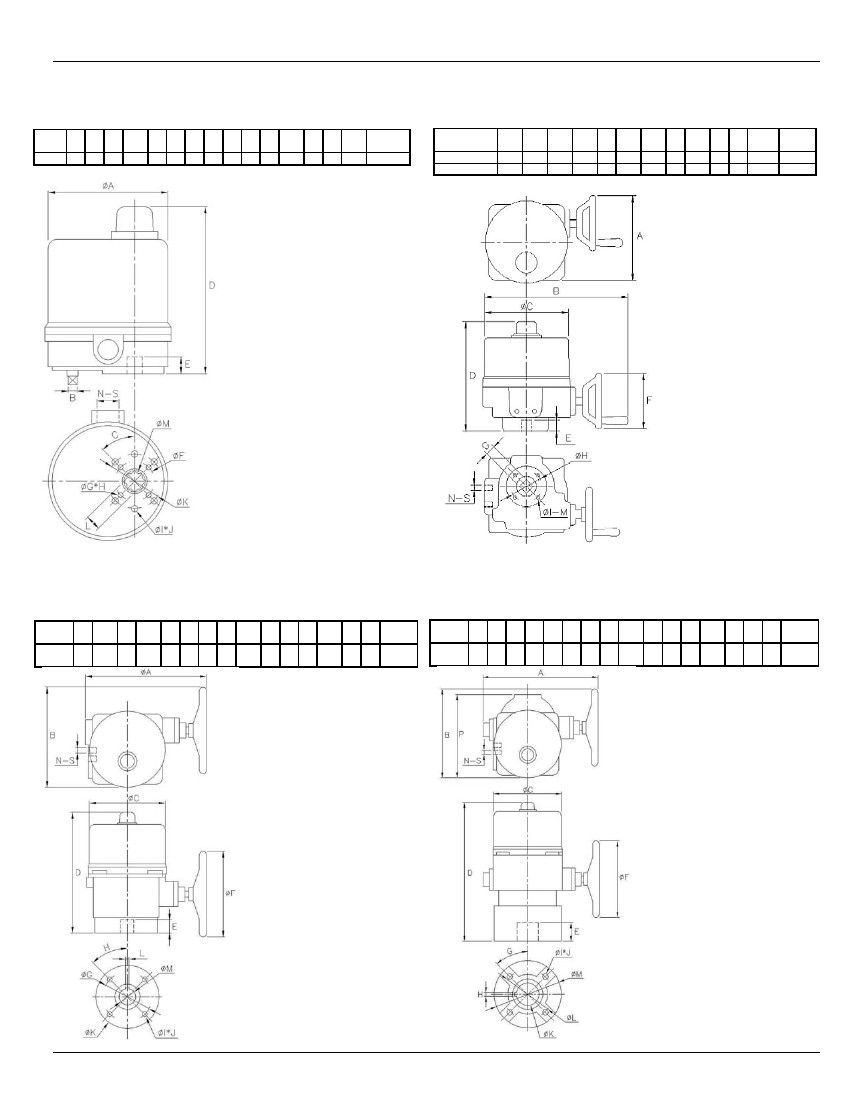 ØA
D
E
B
N-S
C
ØM
ØF
ØG*H
ØK
L
ØI*J
A
B
ØC
D
F
E
G
ØH
N-S
ØI-M
ØA
B
N-S
ØC
D
ØF
E
H
L
ØG
ØM
ØK
ØI*J
A
B
P
N-S
ØC
D
ØF
E
G
ØI*J
ØM
H
ØL
ØK